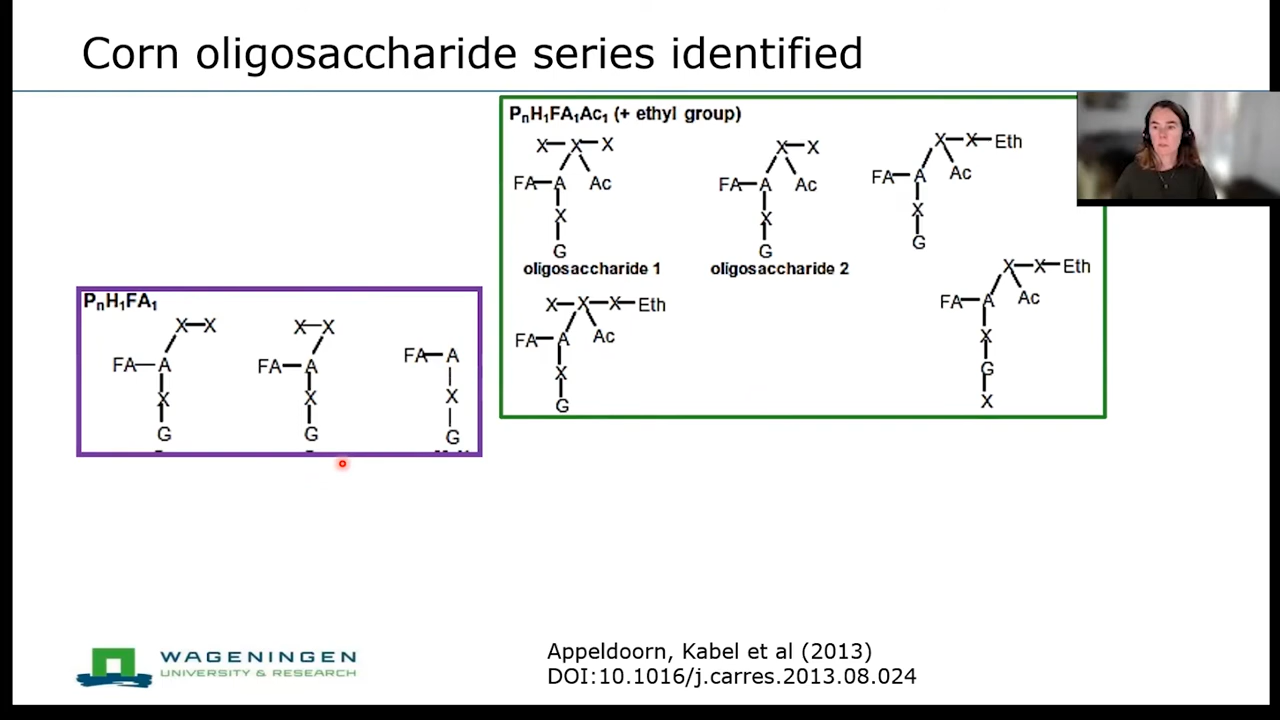 Corn oligosaccharide series identified
PnH1FA1Ac1 (+ ethyl group)
X X X
FA A Ac
X
G
oligosaccharide 1
X X
FA A Ac
X
G
oligosaccharide 2
X X Eth
FA A Ac
X
G
X X X Eth
FA A Ac
X
G
X X Eth
FA A Ac
X
G
X
PnH1FA1
X X
FA A
X
G
X X
FA A
X
G
FA A
X
G
WAGENINGEN
UNIVERSITY & RESEARCH
Appeldoorn, Kabel et al (2013)
DOI:10.1016/j.carres.2013.08.024